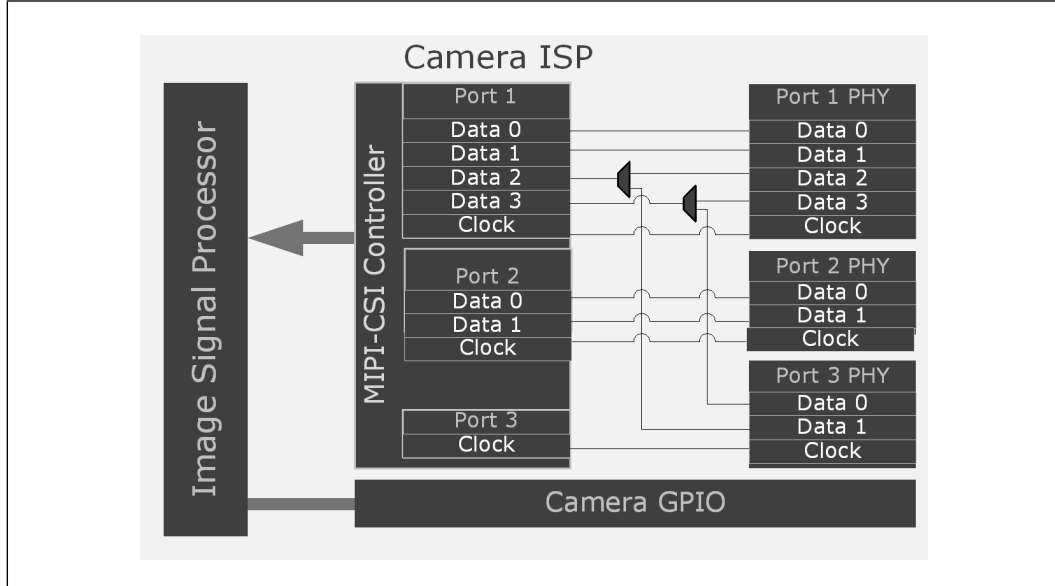 Camera ISP
Image Signal Processor
MIPI-CSI Controller
Port 1
Data 0
Data 1
Data 2
Data 3
Clock
Port 2
Data 0
Data 1
Clock
Port 3
Clock
Port 1 PHY
Data 0
Data 1
Data 2
Data 3
Clock
Port 2 PHY
Data 0
Data 1
Clock
Port 3 PHY
Data 0
Data 1
Clock
Camera GPIO